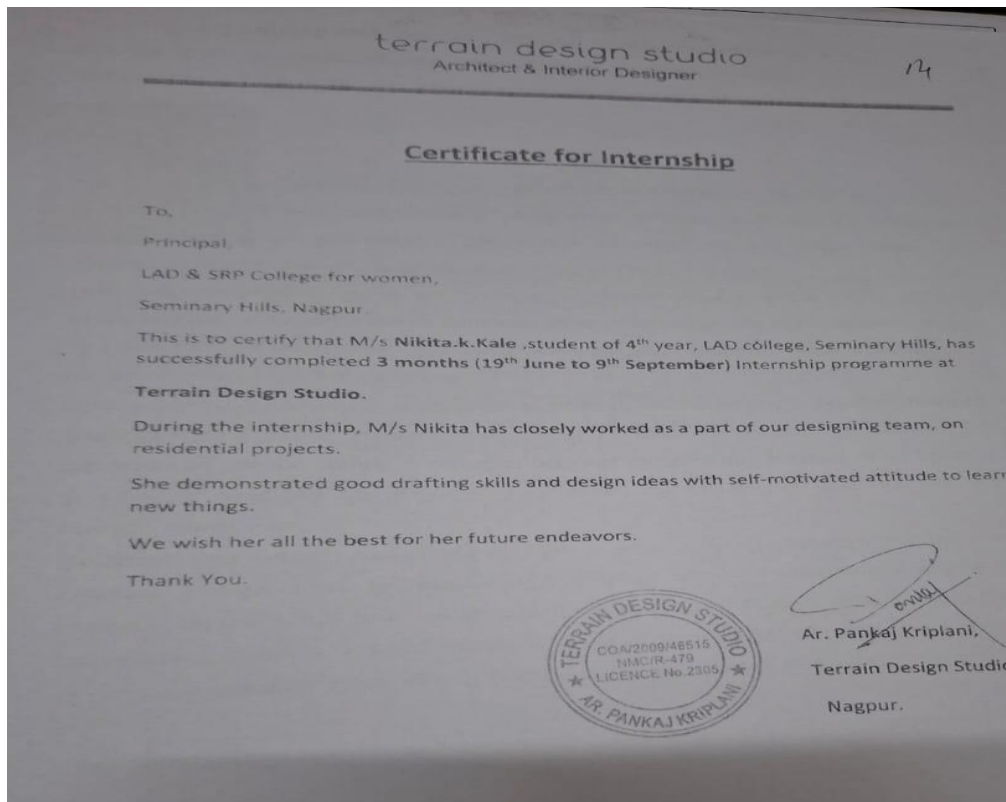 terrain design studio
Architect & Interior Designer
14
Certificate for Internship
To,
Principal,
LAD & SRP College for women,
Seminary Hills, Nagpur.
This is to certify that M/s Nikita.k.Kale ,student of 4th year, LAD college, Seminary Hills, has
successfully completed 3 months (19th June to 9th September) Internship programme at
Terrain Design Studio.
During the internship, M/s Nikita has closely worked as a part of our designing team, on
residential projects.
She demonstrated good drafting skills and design ideas with self-motivated attitude to learn
new things.
We wish her all the best for her future endeavors.
Thank You.
TERRAIN DESIGN STUDIO
COA/2009/46515
NMC/R-479
LICENCE No.2305
★ AR. PANKAJ KRIPLANI ★
Ar. Pankaj Kriplani,
Terrain Design Studio
Nagpur.